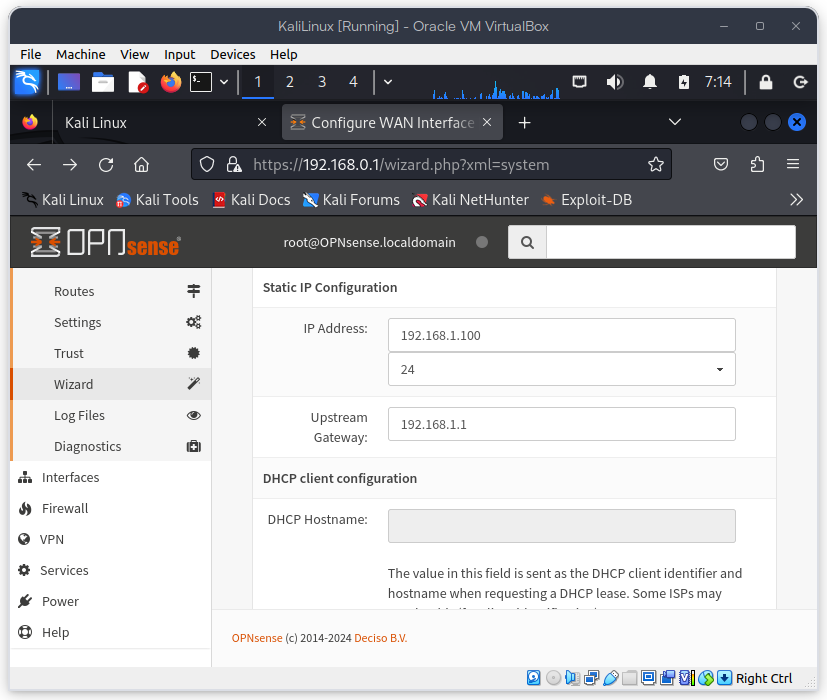 KaliLinux [Running] - Oracle VM VirtualBox
File Machine View Input Devices Help
1 2 3 4 7:14
Kali Linux Configure WAN Interface
https://192.168.0.1/wizard.php?xml=system
Kali Linux Kali Tools Kali Docs Kali Forums Kali NetHunter Exploit-DB
OPNsense root@OPNsense.localdomain
Routes
Settings
Trust
Wizard
Log Files
Diagnostics
Interfaces
Firewall
VPN
Services
Power
Help
Static IP Configuration
IP Address: 192.168.1.100
24
Upstream
Gateway: 192.168.1.1
DHCP client configuration
DHCP Hostname:
The value in this field is sent as the DHCP client identifier and
hostname when requesting a DHCP lease. Some ISPs may
OPNsense (c) 2014-2024 Deciso B.V.
Right Ctrl